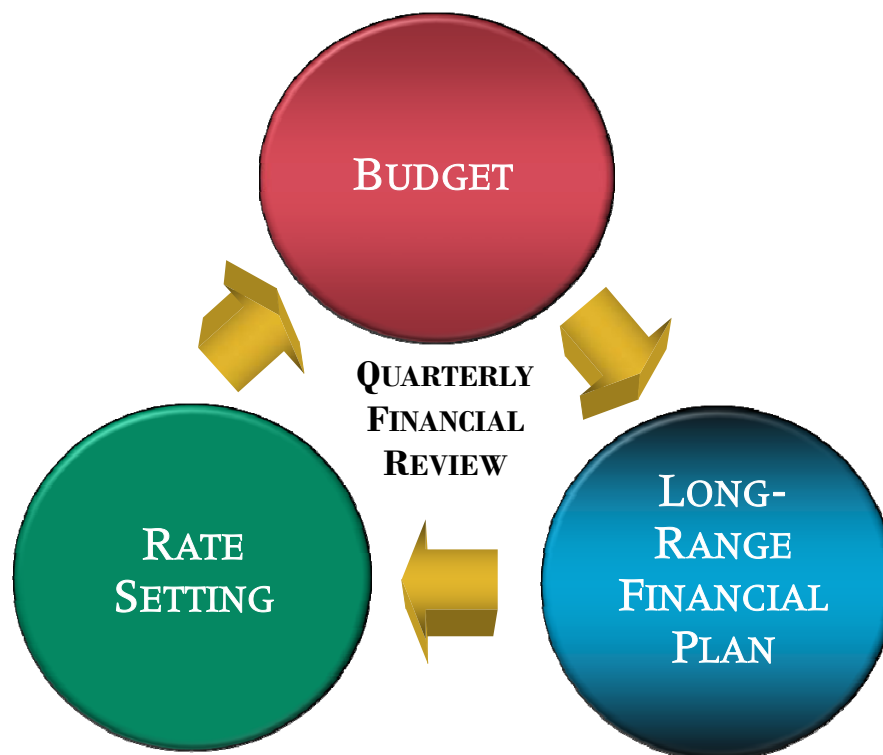 BUDGET
QUARTERLY
FINANCIAL
REVIEW
RATE
SETTING
LONG-
RANGE
FINANCIAL
PLAN